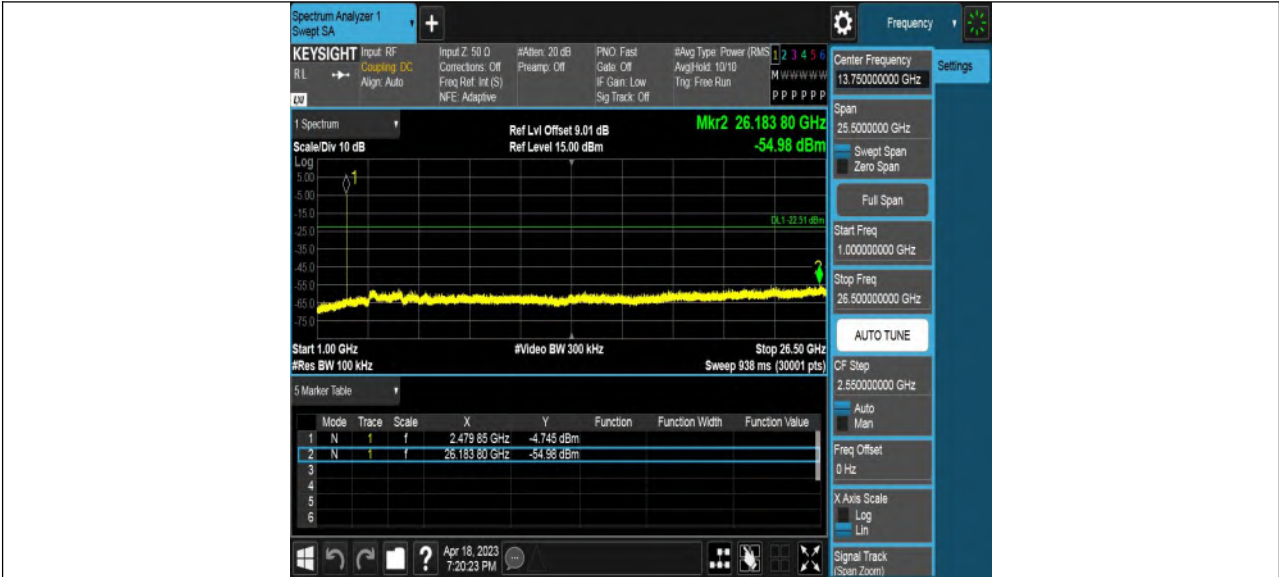 Spectrum Analyzer 1
Swept SA
+
Frequency
KEYSIGHT
RL
LXI
Input: RF
Coupling: DC
Align: Auto
Input Z: 50 Ω
Corrections: Off
Freq Ref: Int (S)
NFE: Adaptive
#Atten: 20 dB
Preamp: Off
PNO: Fast
Gate: Off
IF Gain: Low
Sig Track: Off
#Avg Type: Power (RMS
Avg|Hold: 10/10
Trig: Free Run
1 2 3 4 5 6
M W W W W W
P P P P P P
1 Spectrum
Scale/Div 10 dB
Ref Lvl Offset 9.01 dB
Ref Level 15.00 dBm
Mkr2 26.183 80 GHz
-54.98 dBm
Log
5.00
-5.00
-15.0
-25.0
-35.0
-45.0
-55.0
-65.0
-75.0
1
DL1 -22.51 dBm
2
Start 1.00 GHz
#Res BW 100 kHz
#Video BW 300 kHz
Stop 26.50 GHz
Sweep 938 ms (30001 pts)
5 Marker Table
Mode Trace Scale X Y Function Function Width Function Value
1 N 1 f 2.479 85 GHz -4.745 dBm
2 N 1 f 26.183 80 GHz -54.98 dBm
3
4
5
6
?
Apr 18, 2023
7:20:23 PM
Center Frequency
13.750000000 GHz
Settings
Span
25.5000000 GHz
Swept Span
Zero Span
Full Span
Start Freq
1.000000000 GHz
Stop Freq
26.500000000 GHz
AUTO TUNE
CF Step
2.550000000 GHz
Auto
Man
Freq Offset
0 Hz
X Axis Scale
Log
Lin
Signal Track
(Span Zoom)